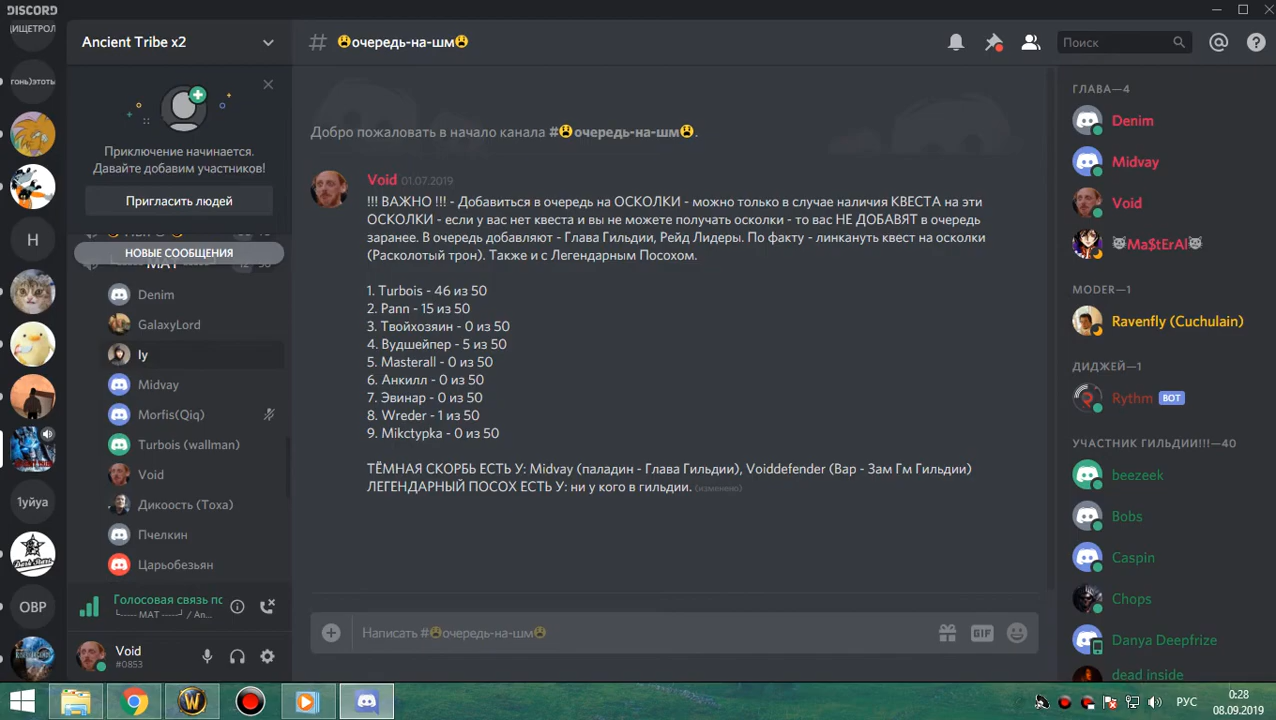 DISCORD
ДИЩЕТРОЛ
гонь)этоть
Н
1уйуа
ОВР
Ancient Tribe x2
Приключение начинается.
Давайте добавим участников!
Пригласить людей
НОВЫЕ СООБЩЕНИЯ
Denim
GalaxyLord
ly
Midvay
Morfis(Qiq)
Turbois (wallman)
Void
Дикость (Тоха)
Пчелкин
Царьобезьян
Голосовая связь по
└----- МАТ -----┘/ An...
Void
#0853
# 😩очередь-на-шм😩
Поиск
Добро пожаловать в начало канала #😩очередь-на-шм😩.
Void 01.07.2019
!!! ВАЖНО !!! - Добавиться в очередь на ОСКОЛКИ - можно только в случае наличия КВЕСТА на эти
ОСКОЛКИ - если у вас нет квеста и вы не можете получать осколки - то вас НЕ ДОБАВЯТ в очередь
заранее. В очередь добавляют - Глава Гильдии, Рейд Лидеры. По факту - линкануть квест на осколки
(Расколотый трон). Также и с Легендарным Посохом.
1. Turbois - 46 из 50
2. Pann - 15 из 50
3. Твойхозяин - 0 из 50
4. Вудшейпер - 5 из 50
5. Masterall - 0 из 50
6. Анкилл - 0 из 50
7. Эвинар - 0 из 50
8. Wreder - 1 из 50
9. Mikctypka - 0 из 50
ТЁМНАЯ СКОРБЬ ЕСТЬ У: Midvay (паладин - Глава Гильдии), Voiddefender (Вар - Зам Гм Гильдии)
ЛЕГЕНДАРНЫЙ ПОСОХ ЕСТЬ У: ни у кого в гильдии. (изменено)
Написать #😩очередь-на-шм😩
GIF
ГЛАВА—4
Denim
Midvay
Void
😼Ma$tErAl😼
MODER—1
Ravenfly (Cuchulain)
ДИДЖЕЙ—1
Rythm БОТ
УЧАСТНИК ГИЛЬДИИ!!!—40
beezeek
Bobs
Caspin
Chops
Danya Deepfrize
dead inside
РУС
0:28
08.09.2019